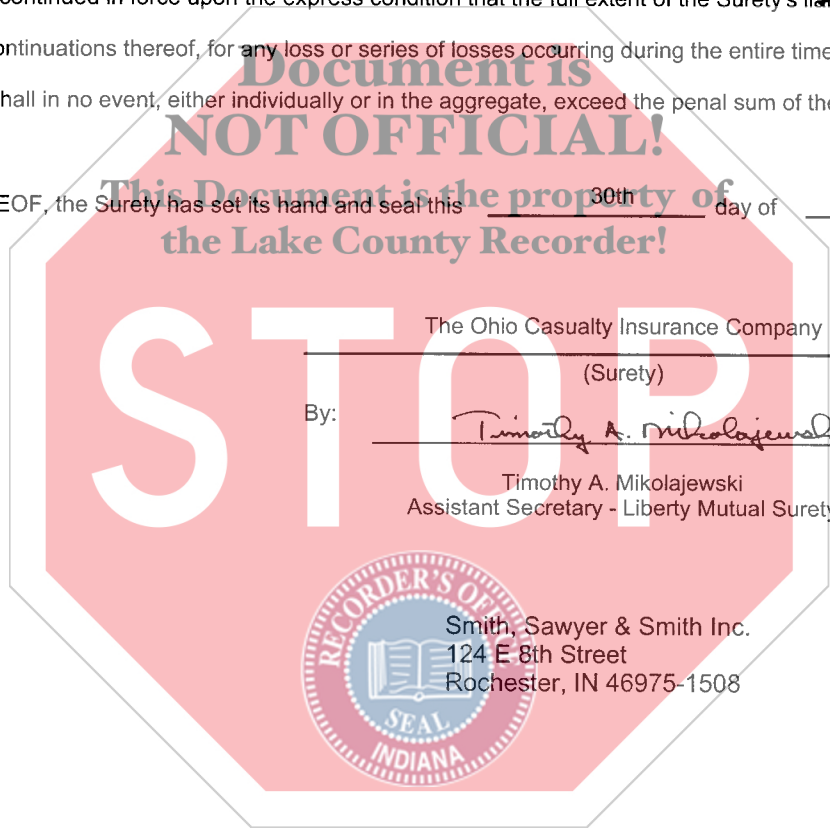 continued in force upon the express condition that the full extent of the Surety's
ontinuations thereof, for any loss or series of losses occurring during the entire time
hall in no event, either individually or in the aggregate, exceed the penal sum of the
Document is
NOT OFFICIAL!
This Document is the property of
the Lake County Recorder!
EOF, the Surety has set its hand and seal this 30th day of
STOP
The Ohio Casualty Insurance Company
(Surety)
By: Timothy A. Mikolajewsk
Timothy A. Mikolajewski
Assistant Secretary - Liberty Mutual Surety
Smith, Sawyer & Smith Inc.
124 E 8th Street
Rochester, IN 46975-1508
RECORDER'S OFFICE
SEAL
INDIANA